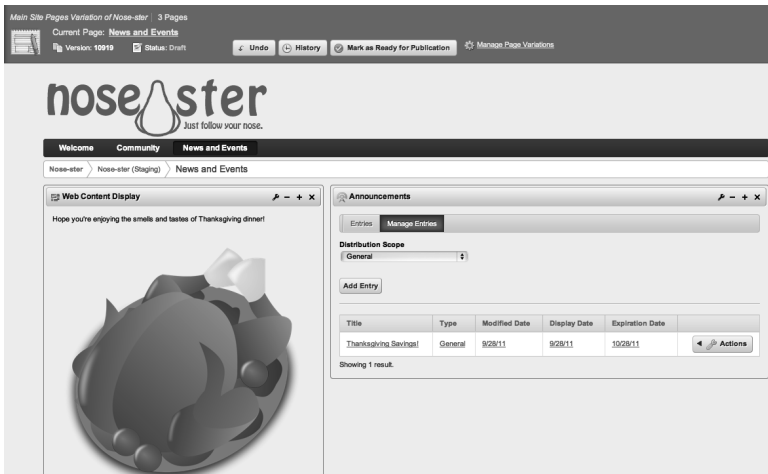 Main Site Pages Variation of Nose-ster | 3 Pages
Current Page: News and Events
Version: 10919 Status: Draft Undo History Mark as Ready for Publication Manage Page Variations
nose ster
Just follow your nose.
Welcome Community News and Events
Nose-ster Nose-ster (Staging) News and Events
Web Content Display
Hope you're enjoying the smells and tastes of Thankagiving dinner!
Announcements
Entries Manage Entries
Distribution Scope
General
Add Entry
Title Type Modified Date Display Date Expiration Date
Thanksgiving Savings! General 9/28/11 9/28/11 10/28/11 Actions
Showing 1 result.